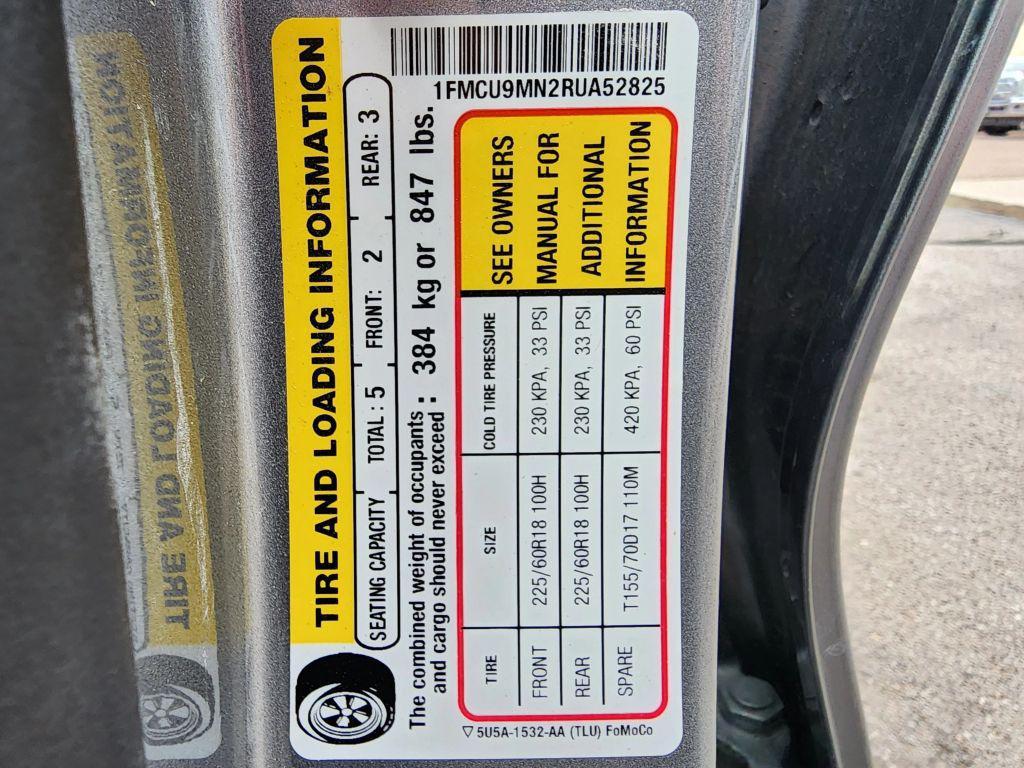 1FMCU9MN2RUA52825
TIRE AND LOADING INFORMATION
SEATING CAPACITY TOTAL : 5 FRONT: 2 REAR: 3
The combined weight of occupants
and cargo should never exceed : 384 kg or 847 lbs.
TIRE SIZE COLD TIRE PRESSURE
FRONT 225/60R18 100H 230 KPA, 33 PSI
REAR 225/60R18 100H 230 KPA, 33 PSI
SPARE T155/70D17 110M 420 KPA, 60 PSI
SEE OWNERS
MANUAL FOR
ADDITIONAL
INFORMATION
▽ 5U5A-1532-AA (TLU) FoMoCo
TIRE AND LOADING INFORMATION